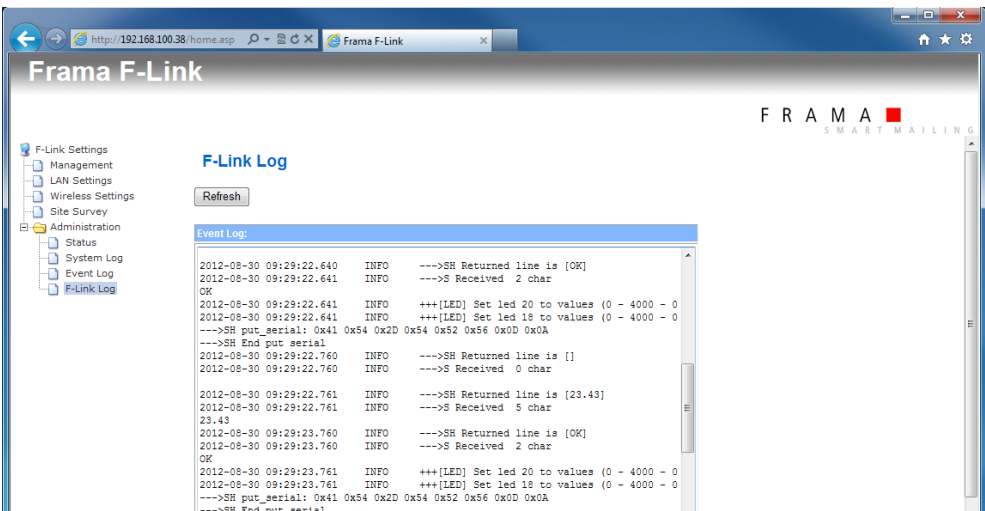 http://192.168.100.38/home.asp
Frama F-Link
Frama F-Link
FRAMA
SMART MAILING
F-Link Settings
Management
LAN Settings
Wireless Settings
Site Survey
Administration
Status
System Log
Event Log
F-Link Log
F-Link Log
Refresh
Event Log:
2012-08-30 09:29:22.640 INFO --->SH Returned line is [OK]
2012-08-30 09:29:22.641 INFO --->S Received 2 char
OK
2012-08-30 09:29:22.641 INFO +++[LED] Set led 20 to values (0 - 4000 - 0
2012-08-30 09:29:22.641 INFO +++[LED] Set led 18 to values (0 - 4000 - 0
--->SH put_serial: 0x41 0x54 0x2D 0x54 0x52 0x56 0x0D 0x0A
--->SH End put serial
2012-08-30 09:29:22.760 INFO --->SH Returned line is []
2012-08-30 09:29:22.760 INFO --->S Received 0 char
2012-08-30 09:29:22.761 INFO --->SH Returned line is [23.43]
2012-08-30 09:29:22.761 INFO --->S Received 5 char
23.43
2012-08-30 09:29:23.760 INFO --->SH Returned line is [OK]
2012-08-30 09:29:23.760 INFO --->S Received 2 char
OK
2012-08-30 09:29:23.761 INFO +++[LED] Set led 20 to values (0 - 4000 - 0
2012-08-30 09:29:23.761 INFO +++[LED] Set led 18 to values (0 - 4000 - 0
--->SH put_serial: 0x41 0x54 0x2D 0x54 0x52 0x56 0x0D 0x0A
--->SH End put serial